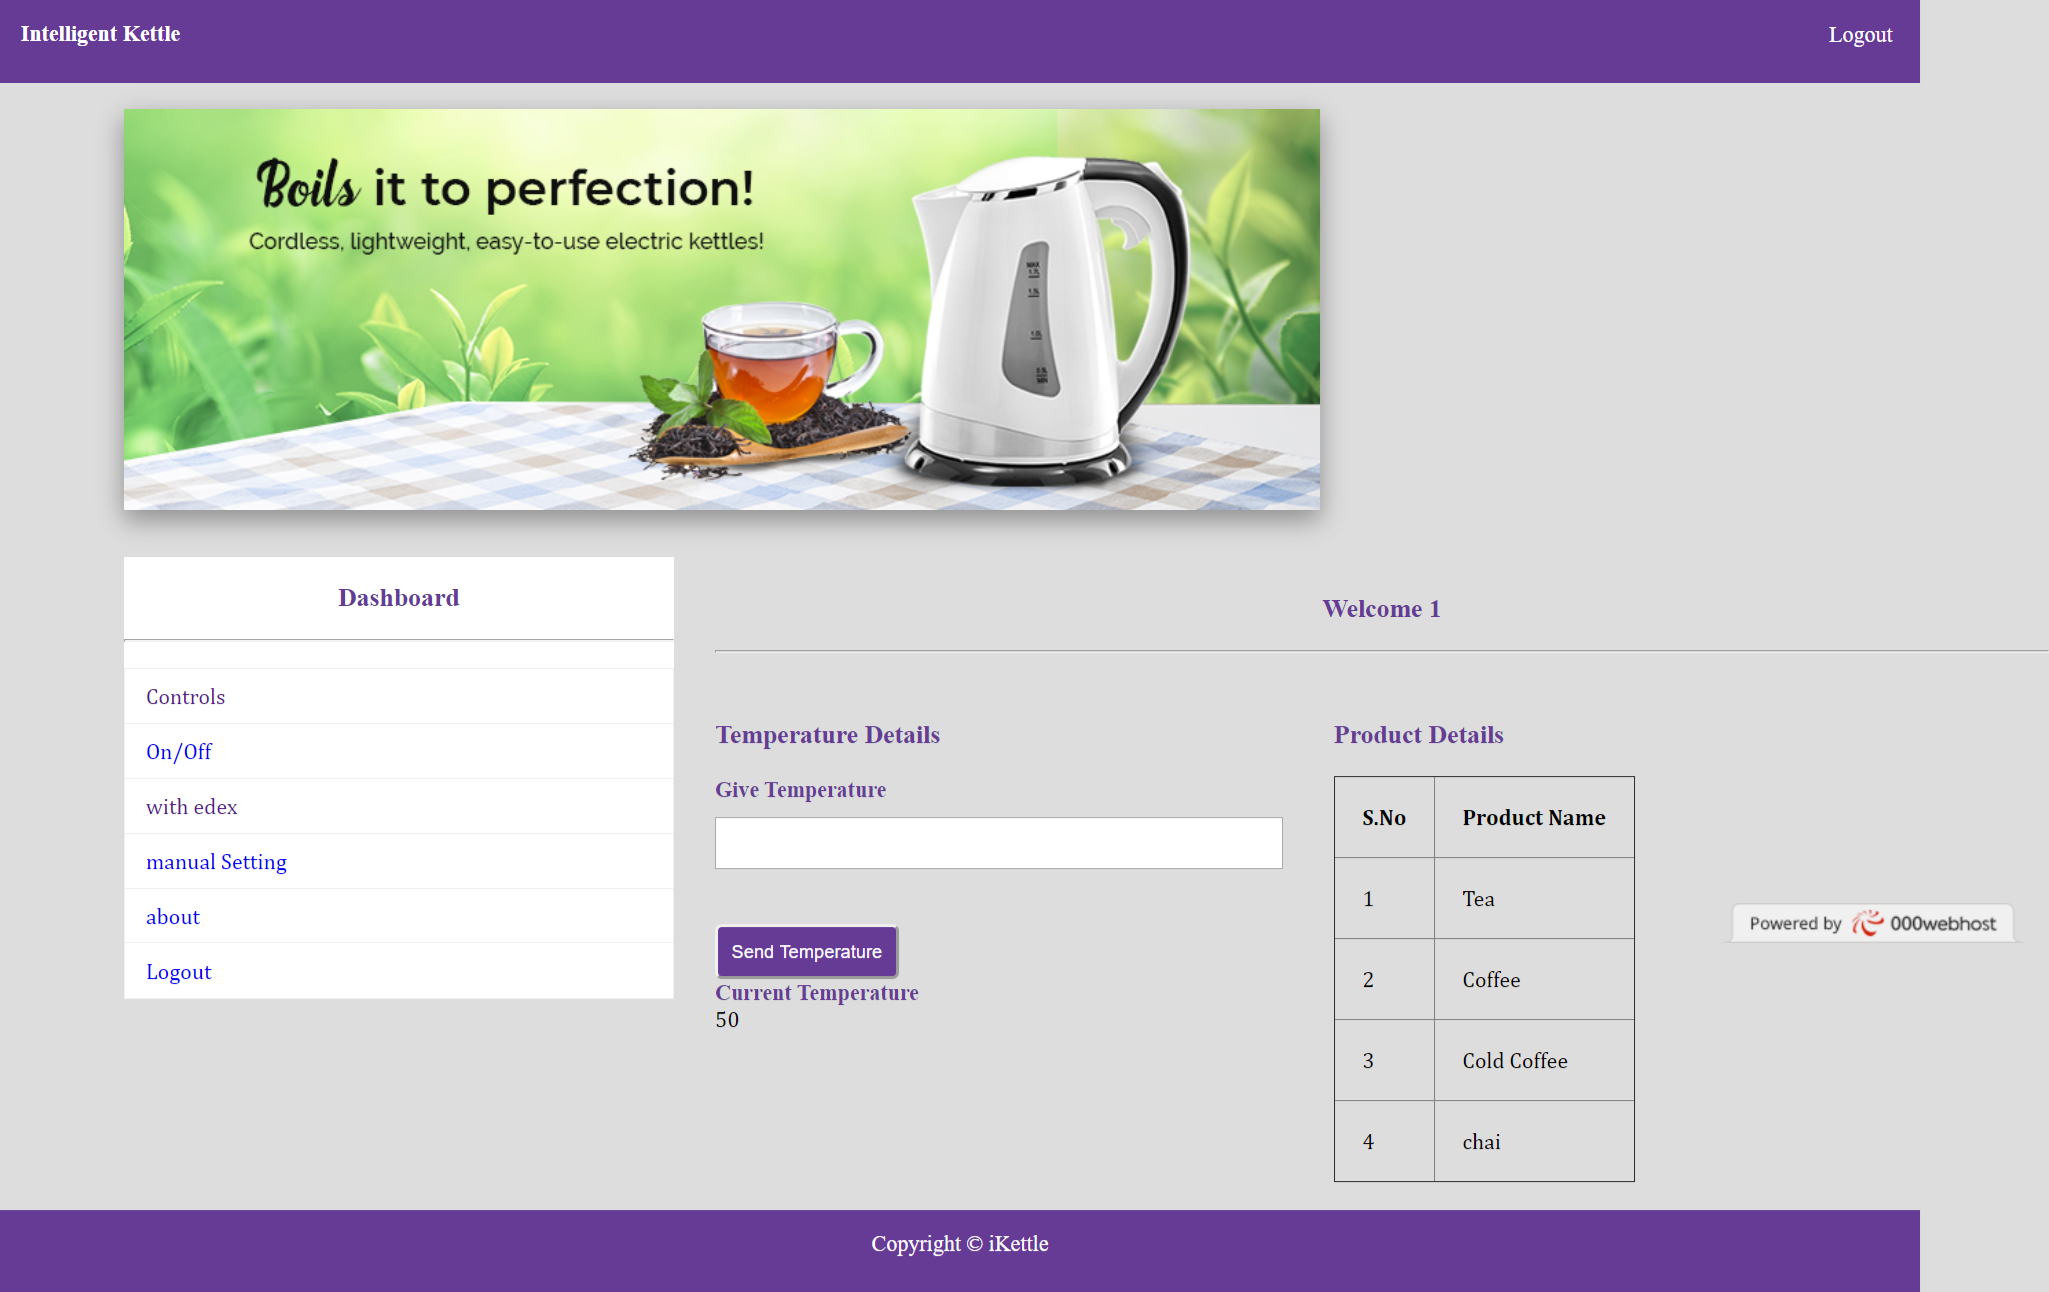 Intelligent Kettle
Logout
Boils it to perfection!
Cordless, lightweight, easy-to-use electric kettles!
MAX
1.7L
1.5L
1.0L
0.5L
MIN
Dashboard
Controls
On/Off
with edex
manual Setting
about
Logout
Welcome 1
Temperature Details
Give Temperature
Send Temperature
Current Temperature
50
Product Details
S.No Product Name
1 Tea
2 Coffee
3 Cold Coffee
4 chai
Powered by 000webhost
Copyright © iKettle